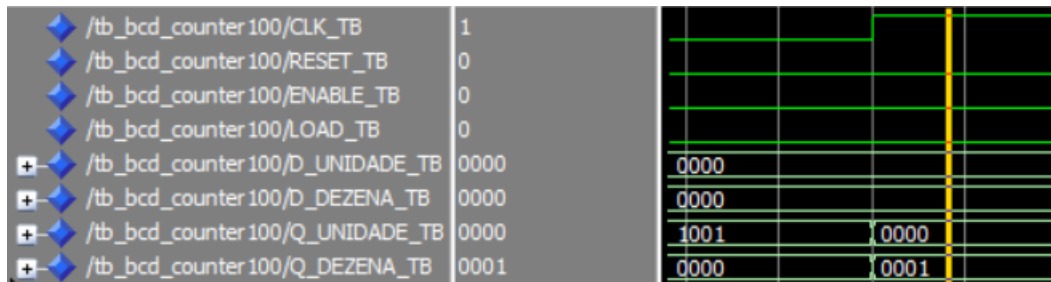 /tb_bcd_counter100/CLK_TB 1
/tb_bcd_counter100/RESET_TB 0
/tb_bcd_counter100/ENABLE_TB 0
/tb_bcd_counter100/LOAD_TB 0
/tb_bcd_counter100/D_UNIDADE_TB 0000 0000
/tb_bcd_counter100/D_DEZENA_TB 0000 0000
/tb_bcd_counter100/Q_UNIDADE_TB 0000 1001 0000
/tb_bcd_counter100/Q_DEZENA_TB 0001 0000 0001